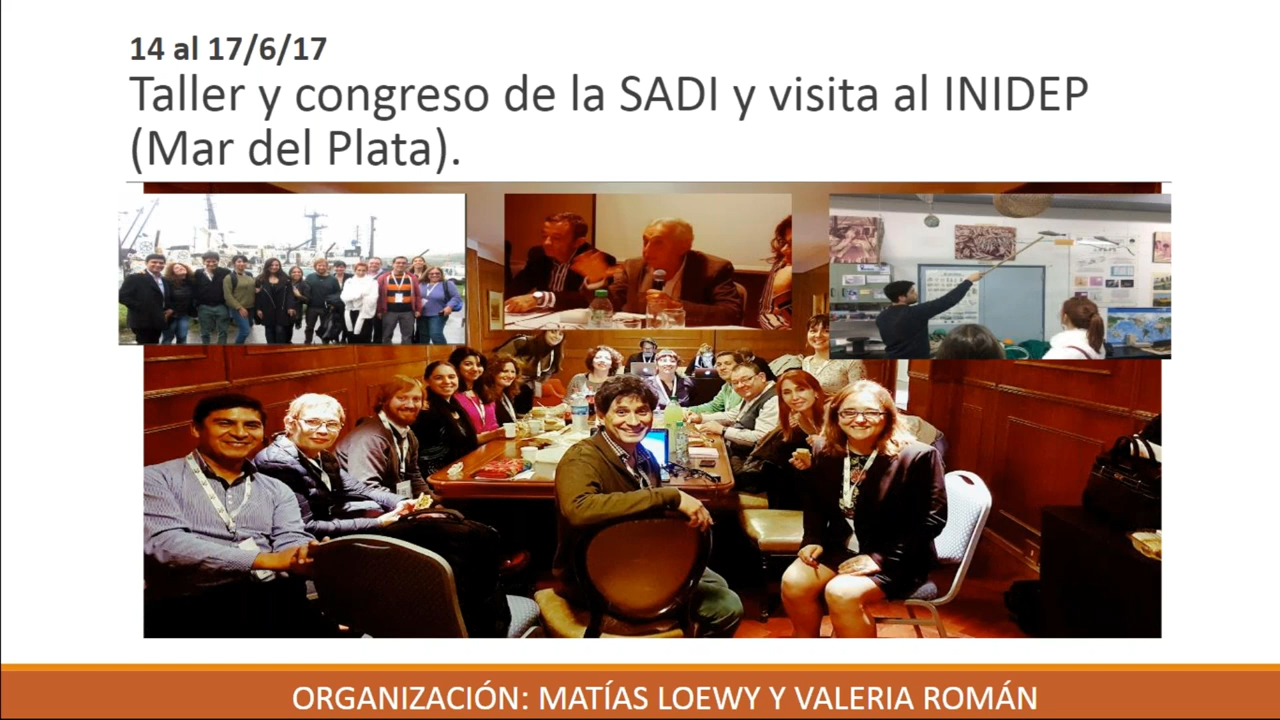 14 al 17/6/17
Taller y congreso de la SADI y visita al INIDEP
(Mar del Plata).
ORGANIZACIÓN: MATÍAS LOEWY Y VALERIA ROMÁN